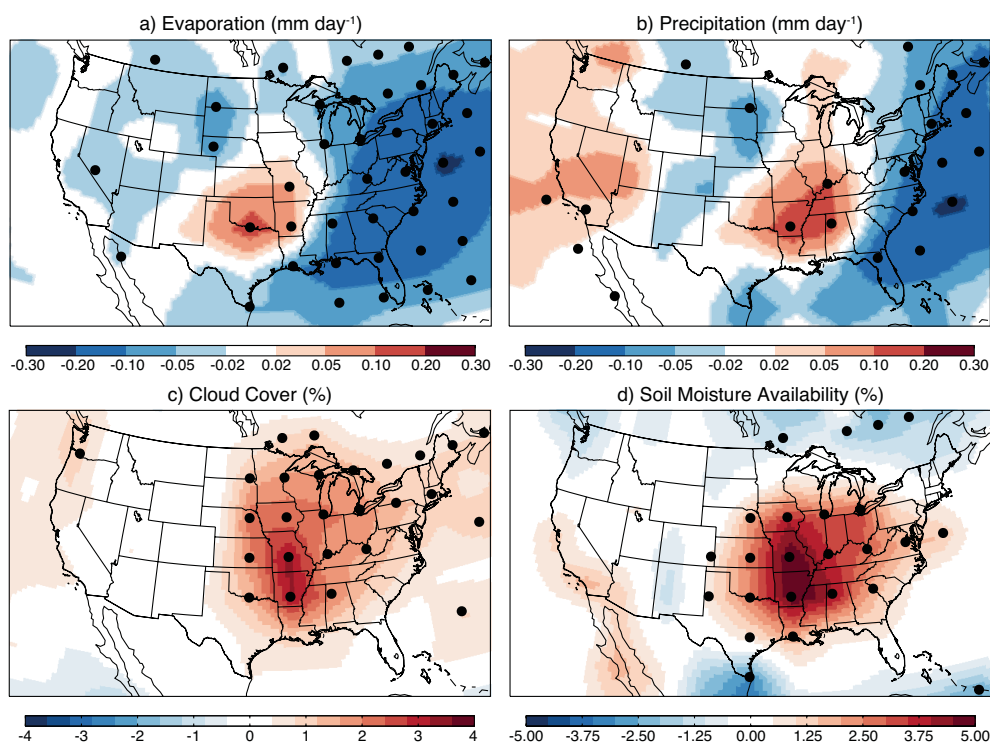 a) Evaporation (mm day⁻¹)
b) Precipitation (mm day⁻¹)
-0.30 -0.20 -0.10 -0.05 -0.02 0.02 0.05 0.10 0.20 0.30
-0.30 -0.20 -0.10 -0.05 -0.02 0.02 0.05 0.10 0.20 0.30
c) Cloud Cover (%)
d) Soil Moisture Availability (%)
-4 -3 -2 -1 0 1 2 3 4
-5.00 -3.75 -2.50 -1.25 0.00 1.25 2.50 3.75 5.00